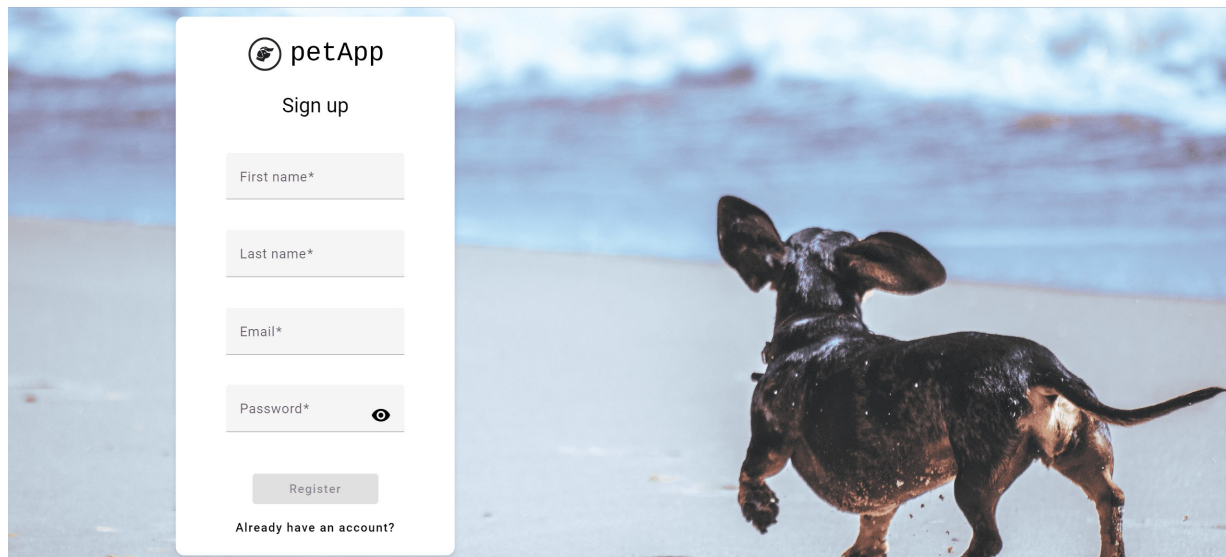 petApp
Sign up
First name*
Last name*
Email*
Password*
Register
Already have an account?